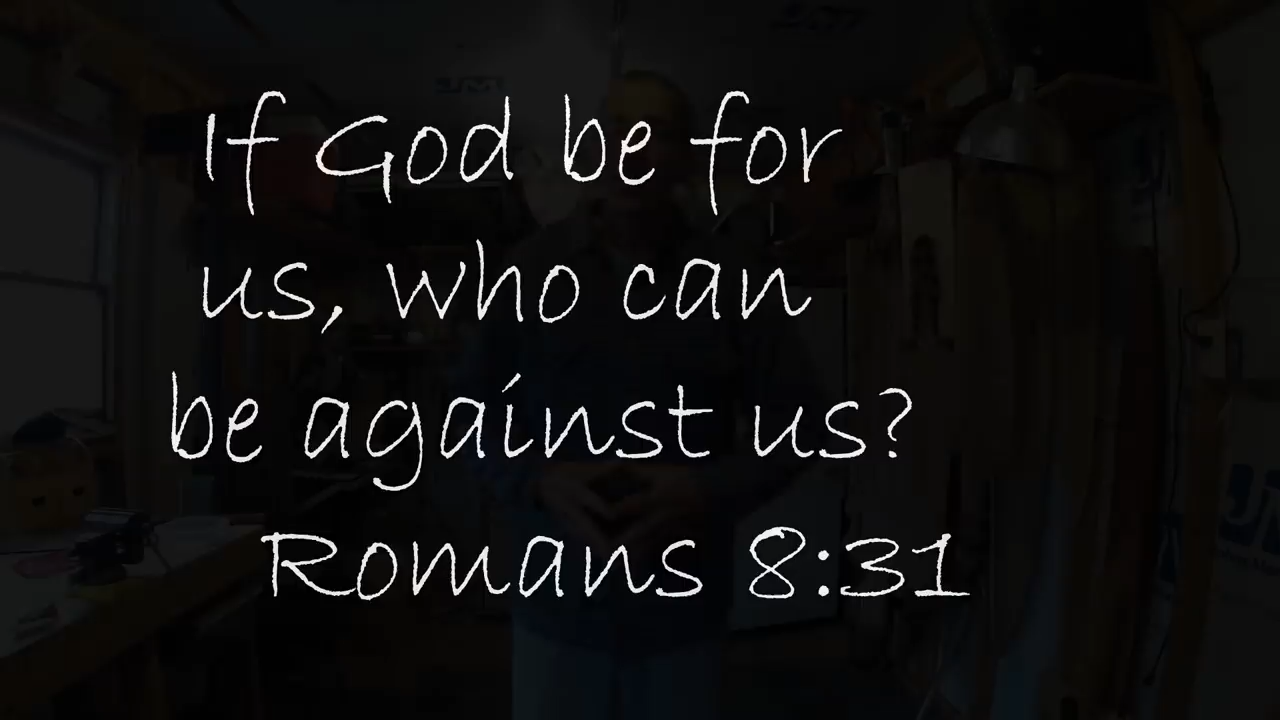 If God be for
us, who can
be against us?
Romans 8:31